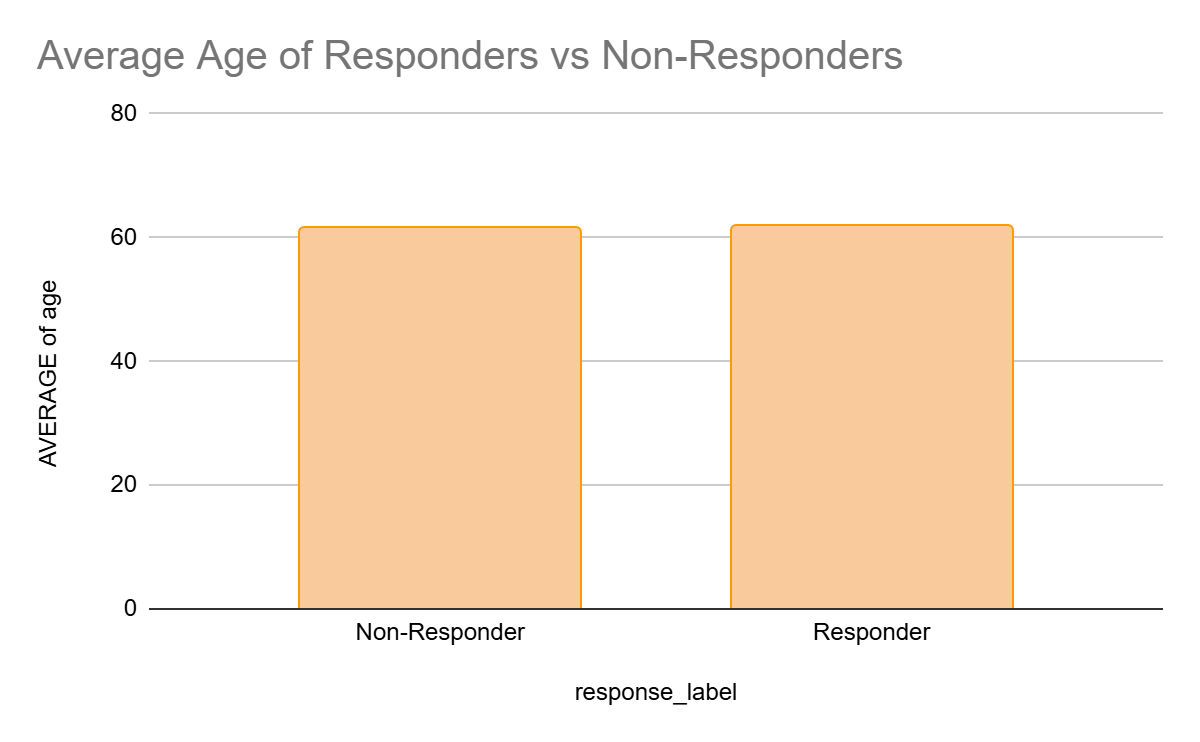 Average Age of Responders vs Non-Responders
80
60
40
20
0
AVERAGE of age
Non-Responder
Responder
response_label